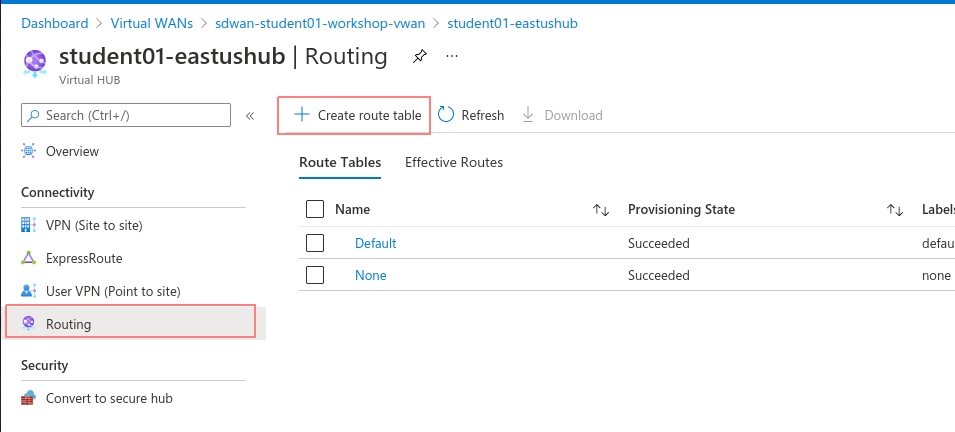 Dashboard > Virtual WANs > sdwan-student01-workshop-vwan > student01-eastushub
student01-eastushub | Routing ...
Virtual HUB
Search (Ctrl+/) «
Overview
Connectivity
VPN (Site to site)
ExpressRoute
User VPN (Point to site)
Routing
Security
Convert to secure hub
+ Create route table Refresh Download
Route Tables Effective Routes
Name ↑↓ Provisioning State ↑↓ Labels
Default Succeeded defau
None Succeeded none